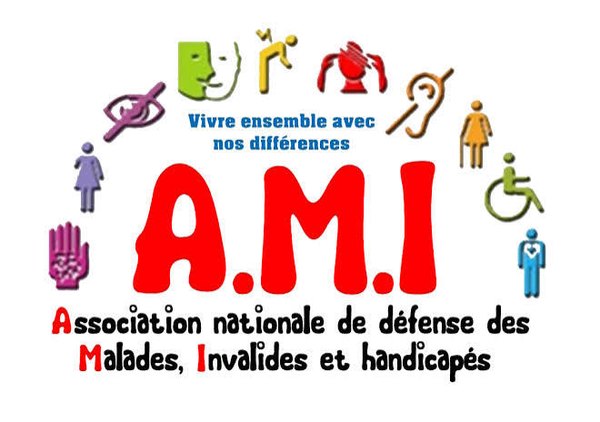 Vivre ensemble avec
nos différences
A.M.I
Association nationale de défense des
Malades, Invalides et handicapés